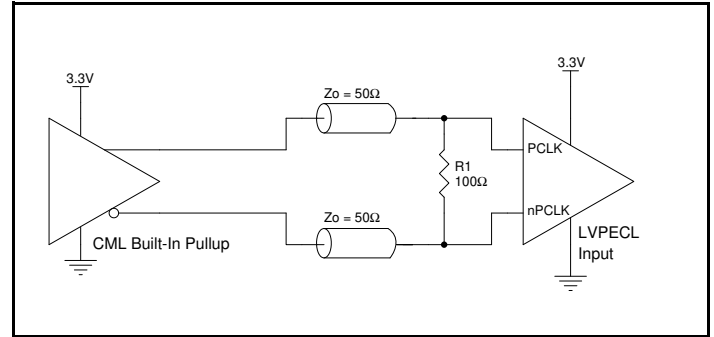 3.3V
3.3V
Zo = 50Ω
PCLK
R1
100Ω
nPCLK
Zo = 50Ω
CML Built-In Pullup
LVPECL
Input